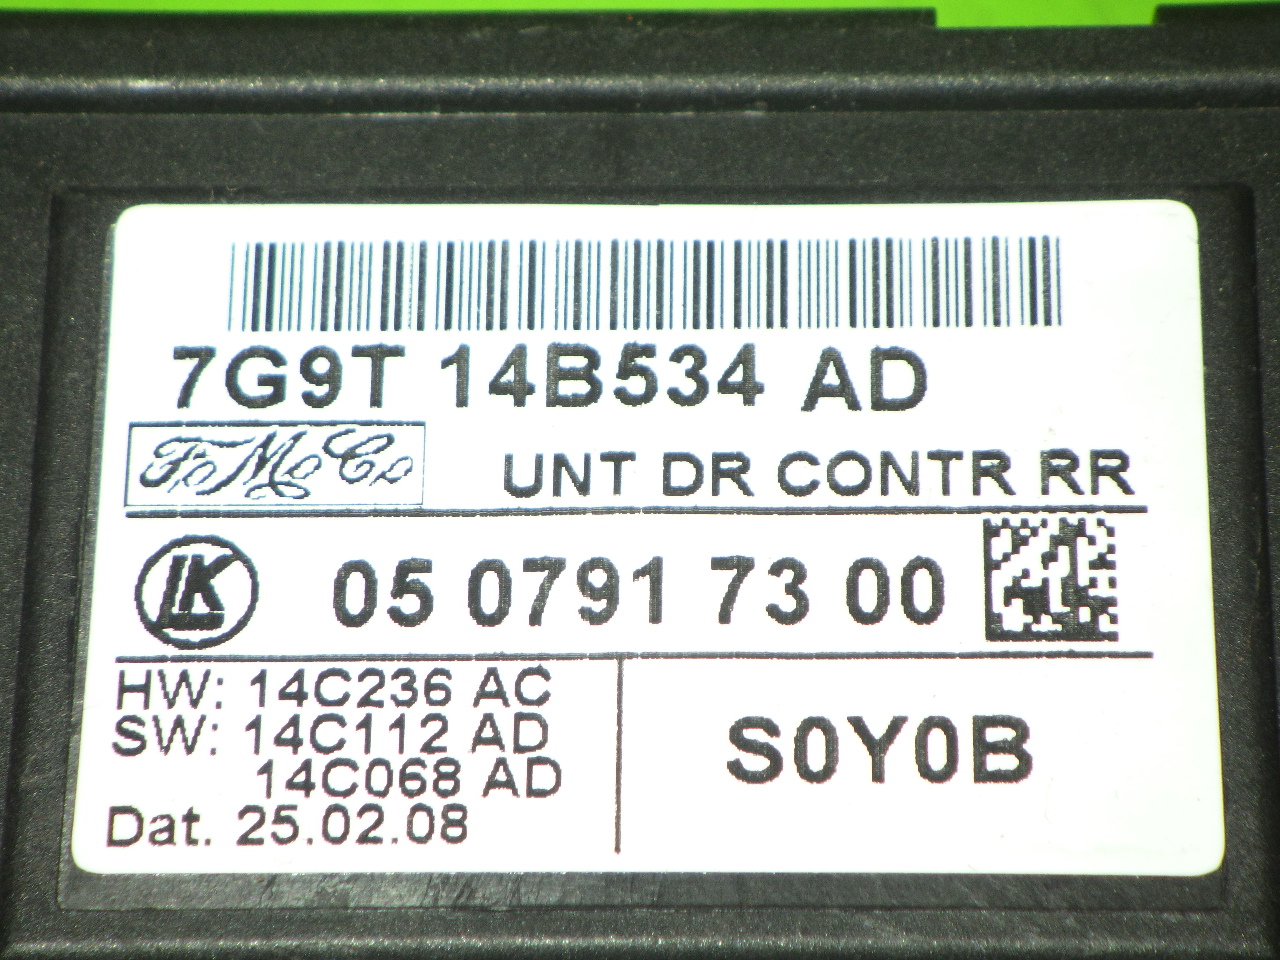 7G9T 14B534 AD
FoMoCo UNT DR CONTR RR
LK 05 0791 73 00
HW: 14C236 AC
SW: 14C112 AD
14C068 AD
S0Y0B
Dat. 25.02.08